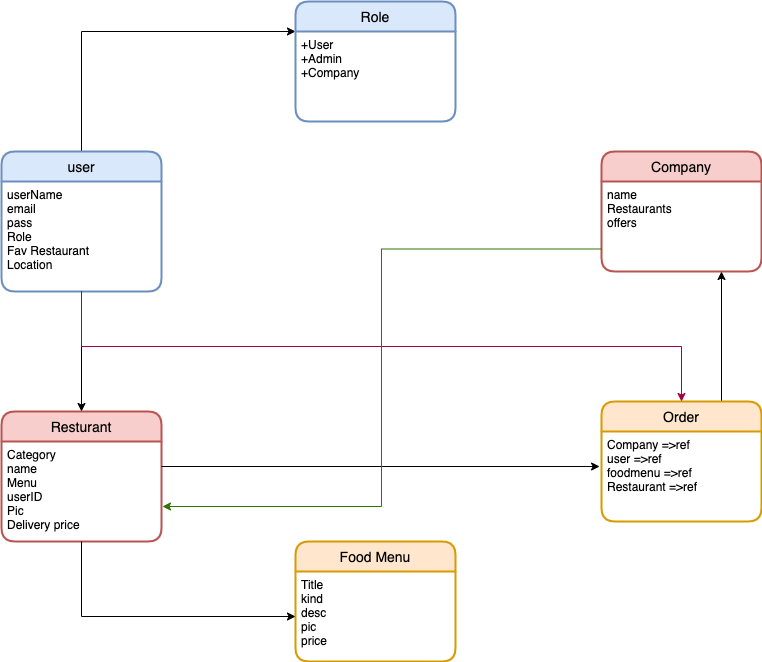 Role
+User
+Admin
+Company
user
userName
email
pass
Role
Fav Restaurant
Location
Company
name
Restaurants
offers
Resturant
Category
name
Menu
userID
Pic
Delivery price
Order
Company =>ref
user =>ref
foodmenu =>ref
Restaurant =>ref
Food Menu
Title
kind
desc
pic
price